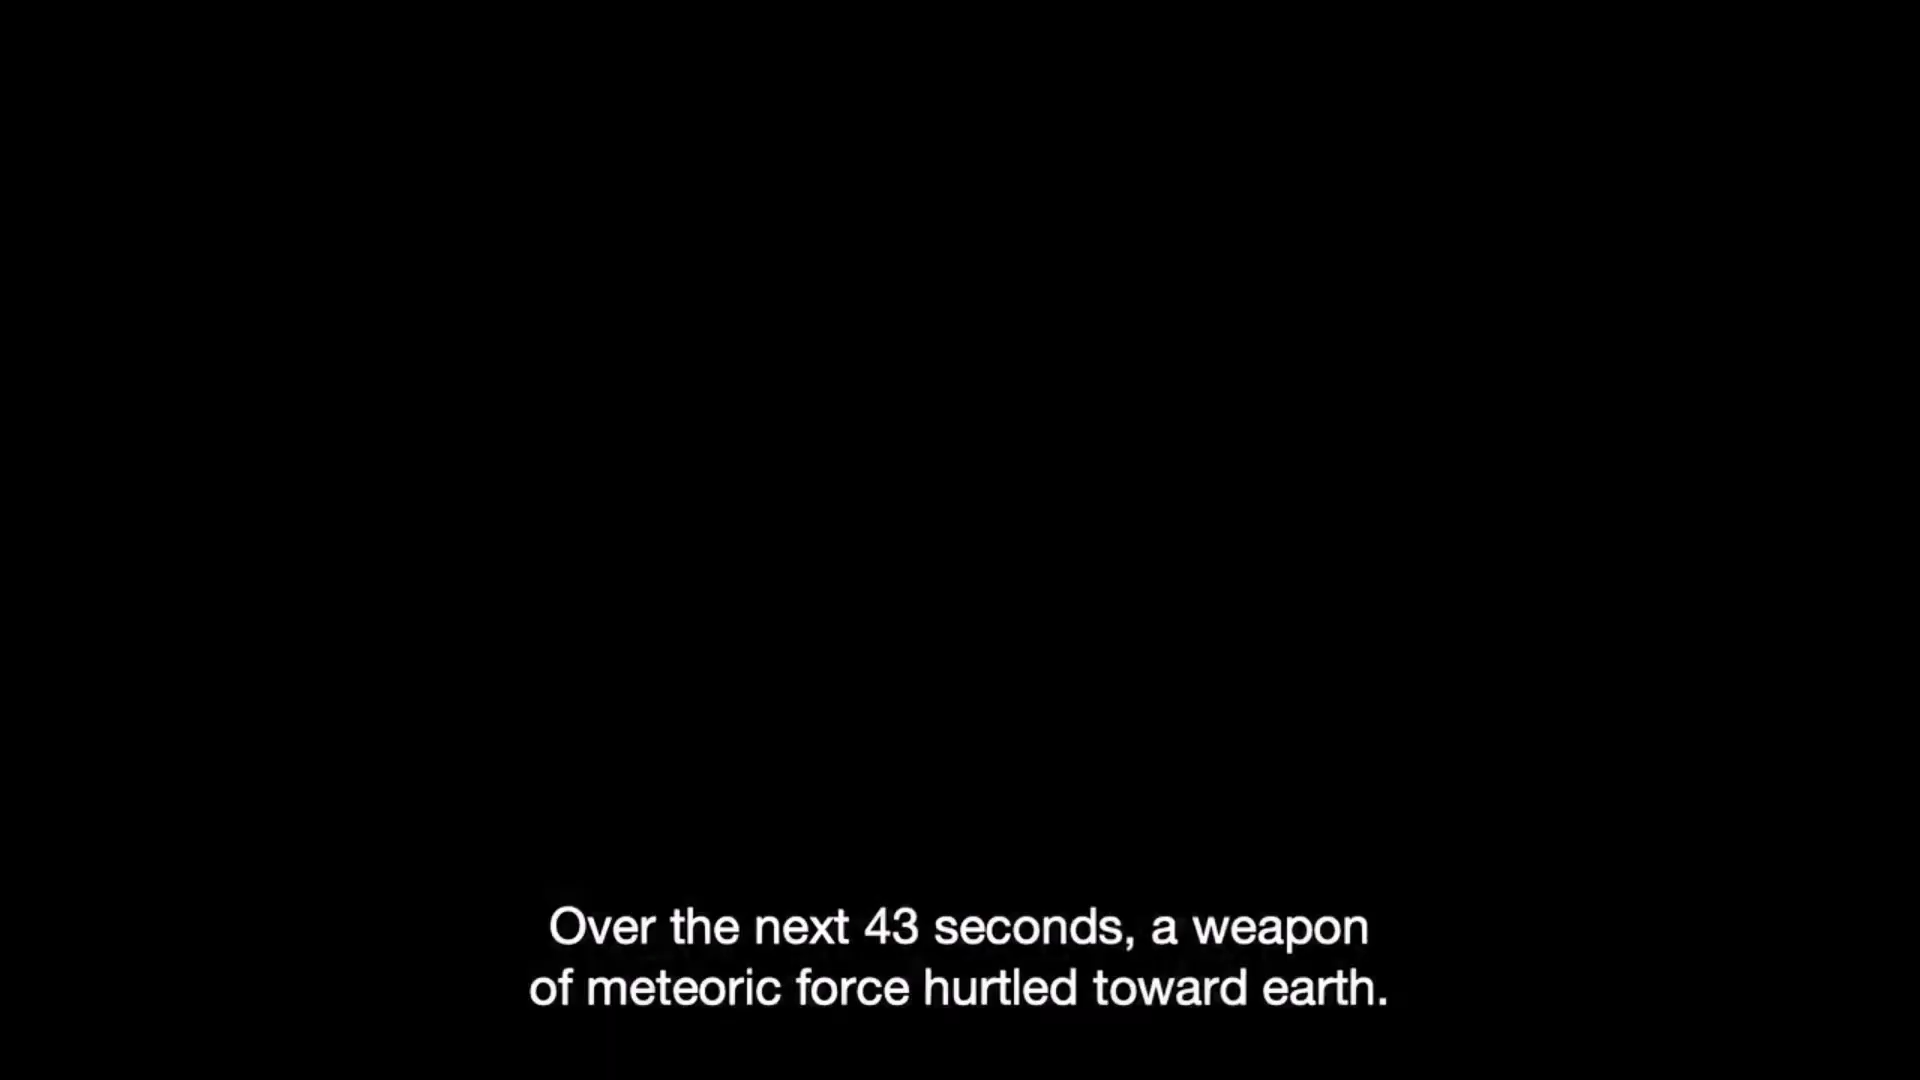 Over the next 43 seconds, a weapon
of meteoric force hurtled toward earth.